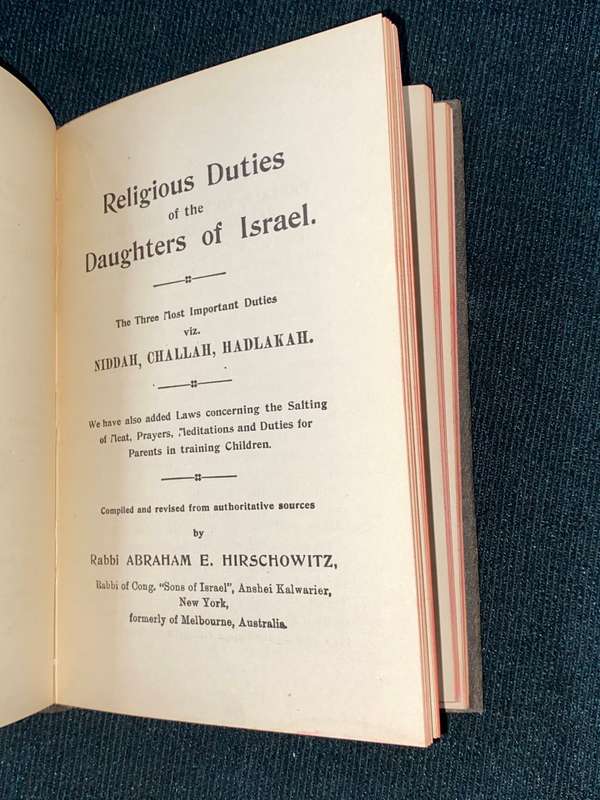 Religious Duties
of the
Daughters of Israel.
The Three Most Important Duties
viz.
NIDDAH, CHALLAH, HADLAKAH.
We have also added Laws concerning the Salting
of Meat, Prayers, Meditations and Duties for
Parents in training Children.
Compiled and revised from authoritative sources
by
Rabbi ABRAHAM E. HIRSCHOWITZ,
Rabbi of Cong. "Sons of Israel", Anshei Kalwarier,
New York,
formerly of Melbourne, Australia.